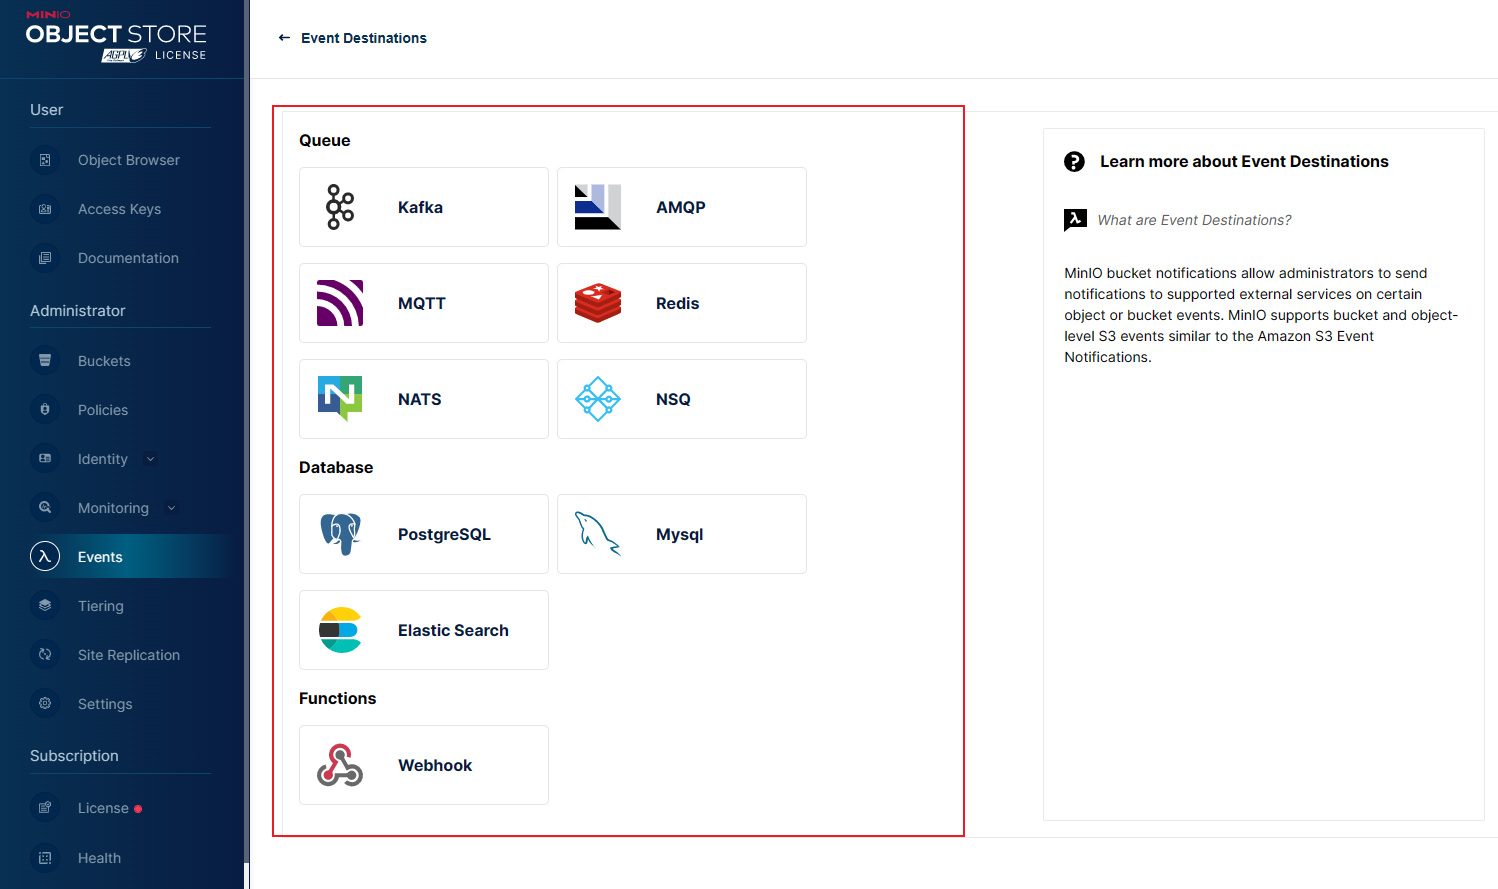 MINIO
OBJECT STORE
AGPL v3 LICENSE
User
Object Browser
Access Keys
Documentation
Administrator
Buckets
Policies
Identity
Monitoring
Events
Tiering
Site Replication
Settings
Subscription
License
Health
← Event Destinations
Queue
Kafka
AMQP
MQTT
Redis
NATS
NSQ
Database
PostgreSQL
Mysql
Elastic Search
Functions
Webhook
Learn more about Event Destinations
What are Event Destinations?
MinIO bucket notifications allow administrators to send
notifications to supported external services on certain
object or bucket events. MinIO supports bucket and object-
level S3 events similar to the Amazon S3 Event
Notifications.